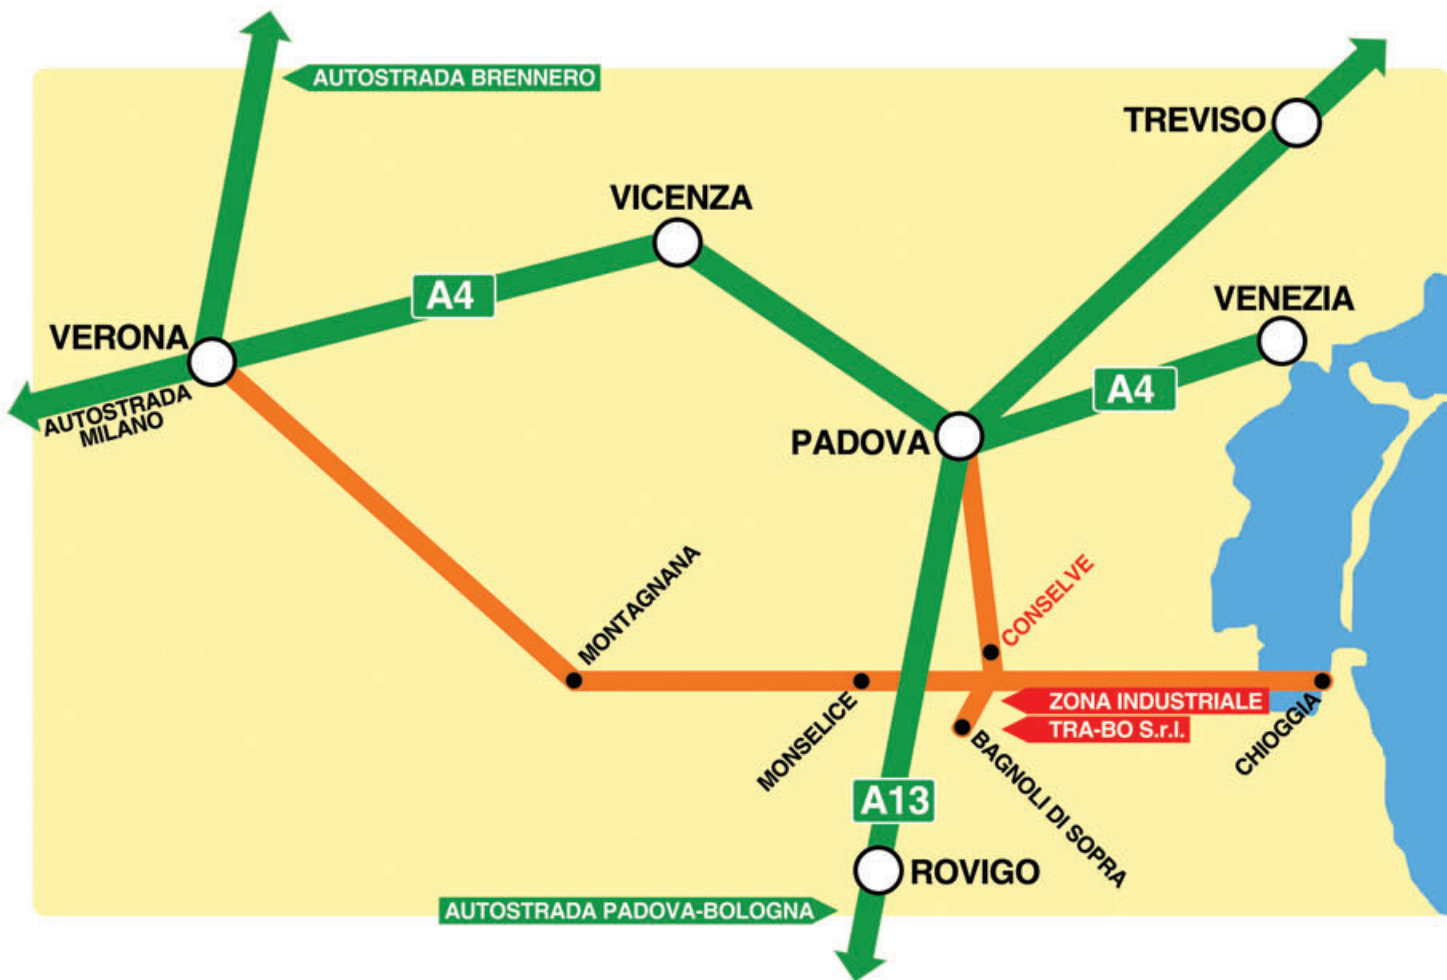 AUTOSTRADA BRENNERO
TREVISO
VICENZA
A4
VENEZIA
VERONA
A4
AUTOSTRADA
MILANO
PADOVA
MONTAGNANA
CONSELVE
MONSELICE
ZONA INDUSTRIALE
TRA-BO S.r.l.
CHIOGGIA
BAGNOLI DI SOPRA
A13
ROVIGO
AUTOSTRADA PADOVA-BOLOGNA